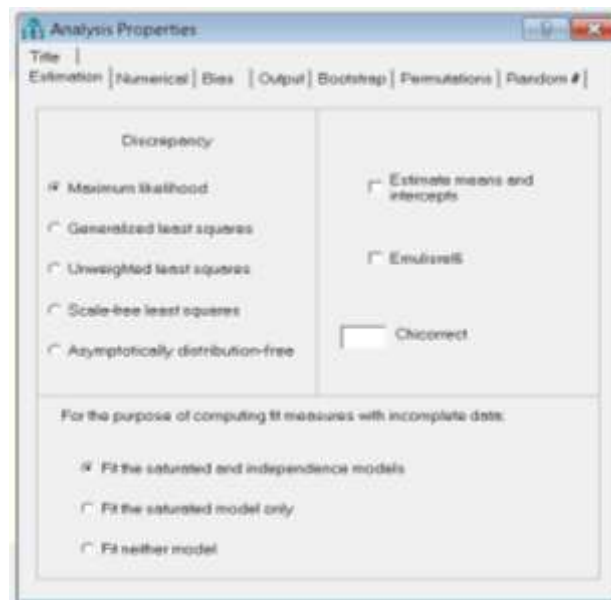 Analysis Properties
Title
Estimation Numerical Bias Output Bootstrap Permutations Random #
Discrepancy
Maximum likelihood
Generalized least squares
Unweighted least squares
Scale-free least squares
Asymptotically distribution-free
Estimate means and
intercepts
Emulisrel6
Chicorrect
For the purpose of computing fit measures with incomplete data:
Fit the saturated and independence models
Fit the saturated model only
Fit neither model